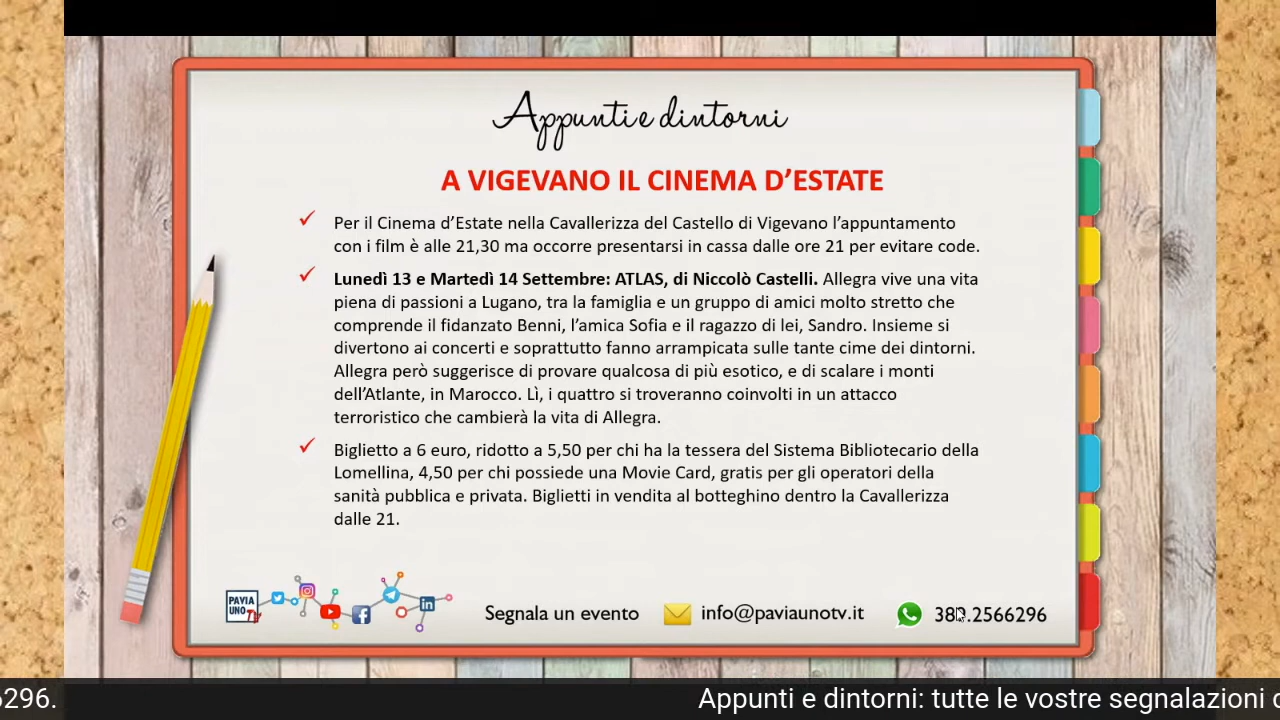 Appunti e dintorni
A VIGEVANO IL CINEMA D’ESTATE
Per il Cinema d’Estate nella Cavallerizza del Castello di Vigevano l’appuntamento
con i film è alle 21,30 ma occorre presentarsi in cassa dalle ore 21 per evitare code.
Lunedì 13 e Martedì 14 Settembre: ATLAS, di Niccolò Castelli. Allegra vive una vita
piena di passioni a Lugano, tra la famiglia e un gruppo di amici molto stretto che
comprende il fidanzato Benni, l’amica Sofia e il ragazzo di lei, Sandro. Insieme si
divertono ai concerti e soprattutto fanno arrampicata sulle tante cime dei dintorni.
Allegra però suggerisce di provare qualcosa di più esotico, e di scalare i monti
dell’Atlante, in Marocco. Lì, i quattro si troveranno coinvolti in un attacco
terroristico che cambierà la vita di Allegra.
Biglietto a 6 euro, ridotto a 5,50 per chi ha la tessera del Sistema Bibliotecario della
Lomellina, 4,50 per chi possiede una Movie Card, gratis per gli operatori della
sanità pubblica e privata. Biglietti in vendita al botteghino dentro la Cavallerizza
dalle 21.
PAVIA
UNO TV
Segnala un evento info@paviaunotv.it
6296. Appunti e dintorni: tutte le vostre segnalazioni